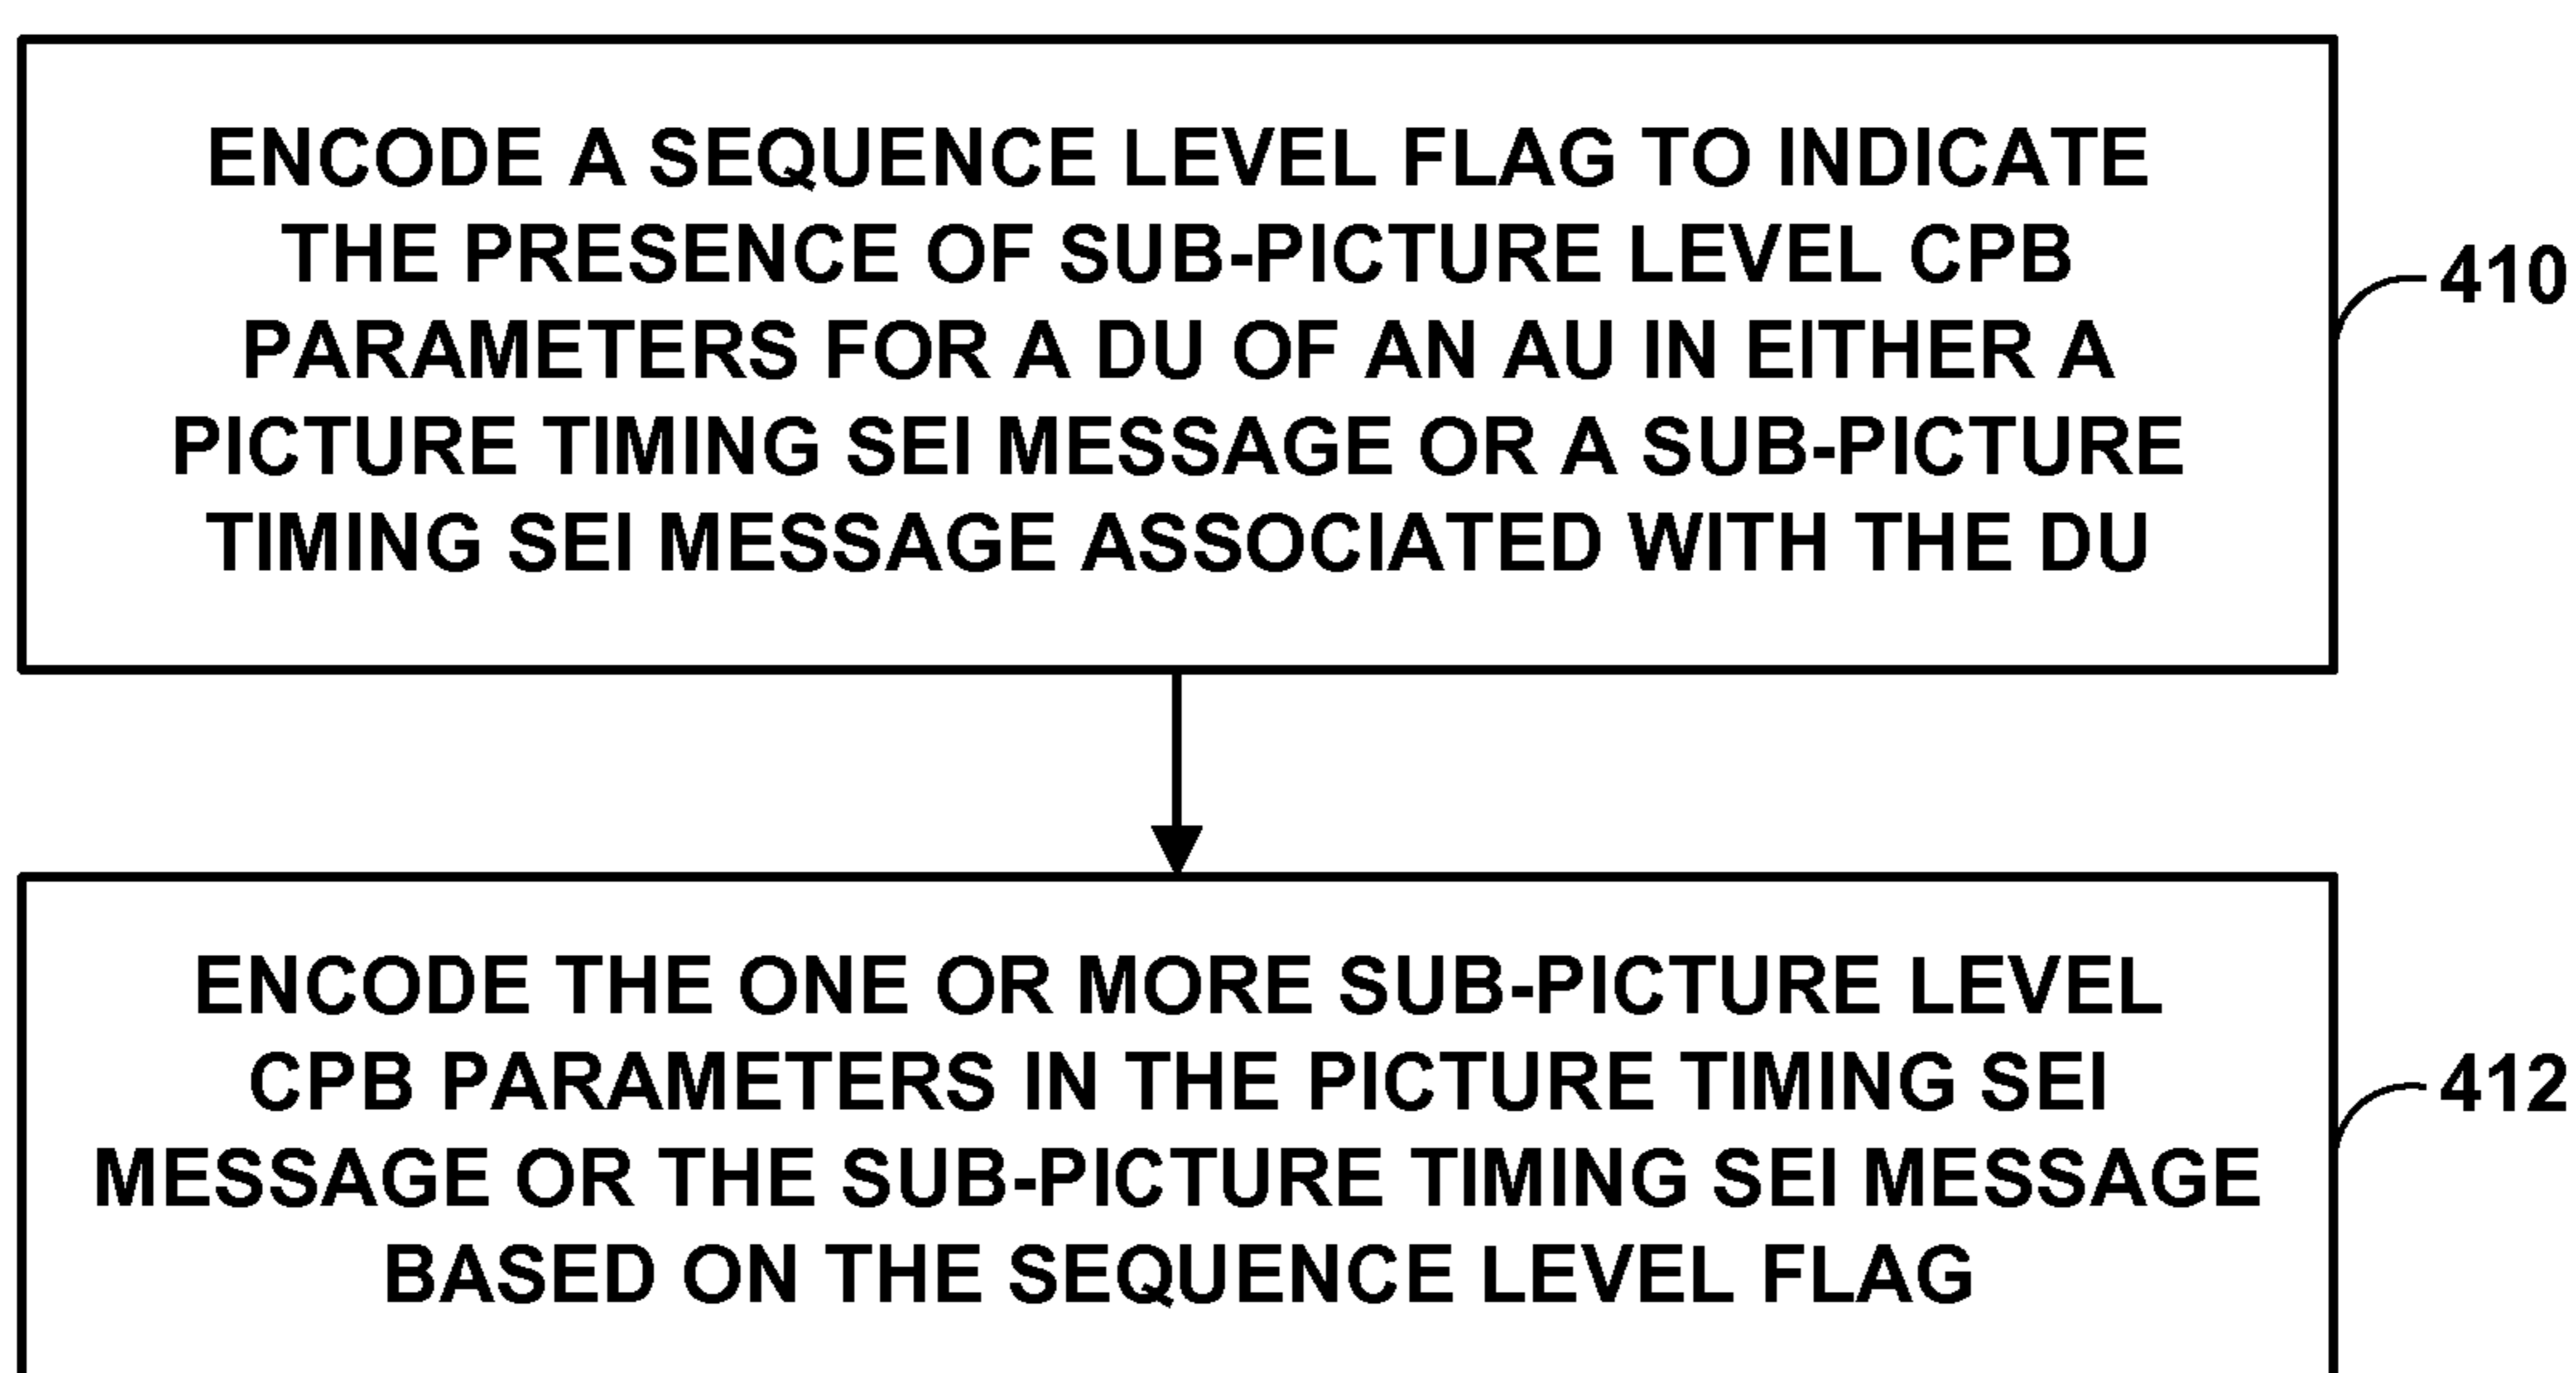 ENCODE A SEQUENCE LEVEL FLAG TO INDICATE
THE PRESENCE OF SUB-PICTURE LEVEL CPB
PARAMETERS FOR A DU OF AN AU IN EITHER A
PICTURE TIMING SEI MESSAGE OR A SUB-PICTURE
TIMING SEI MESSAGE ASSOCIATED WITH THE DU
410
ENCODE THE ONE OR MORE SUB-PICTURE LEVEL
CPB PARAMETERS IN THE PICTURE TIMING SEI
MESSAGE OR THE SUB-PICTURE TIMING SEI MESSAGE
BASED ON THE SEQUENCE LEVEL FLAG
412